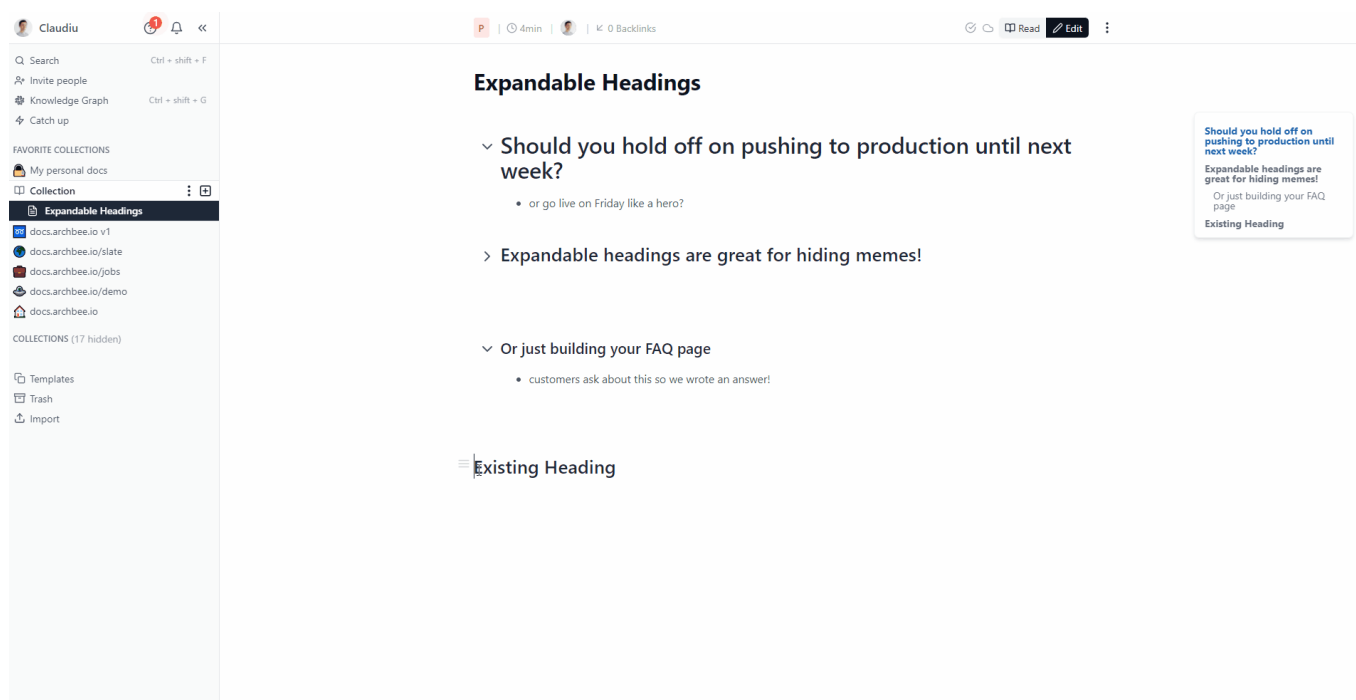 Claudiu
1
P | 4min | | 0 Backlinks
Read
Edit
Search Ctrl + shift + F
Invite people
Knowledge Graph Ctrl + shift + G
Catch up
FAVORITE COLLECTIONS
My personal docs
Collection
Expandable Headings
docs.archbee.io v1
docs.archbee.io/slate
docs.archbee.io/jobs
docs.archbee.io/demo
docs.archbee.io
COLLECTIONS (17 hidden)
Templates
Trash
Import
Expandable Headings
Should you hold off on pushing to production until next
week?
• or go live on Friday like a hero?
Expandable headings are great for hiding memes!
Or just building your FAQ page
• customers ask about this so we wrote an answer!
Existing Heading
Should you hold off on
pushing to production until
next week?
Expandable headings are
great for hiding memes!
Or just building your FAQ
page
Existing Heading